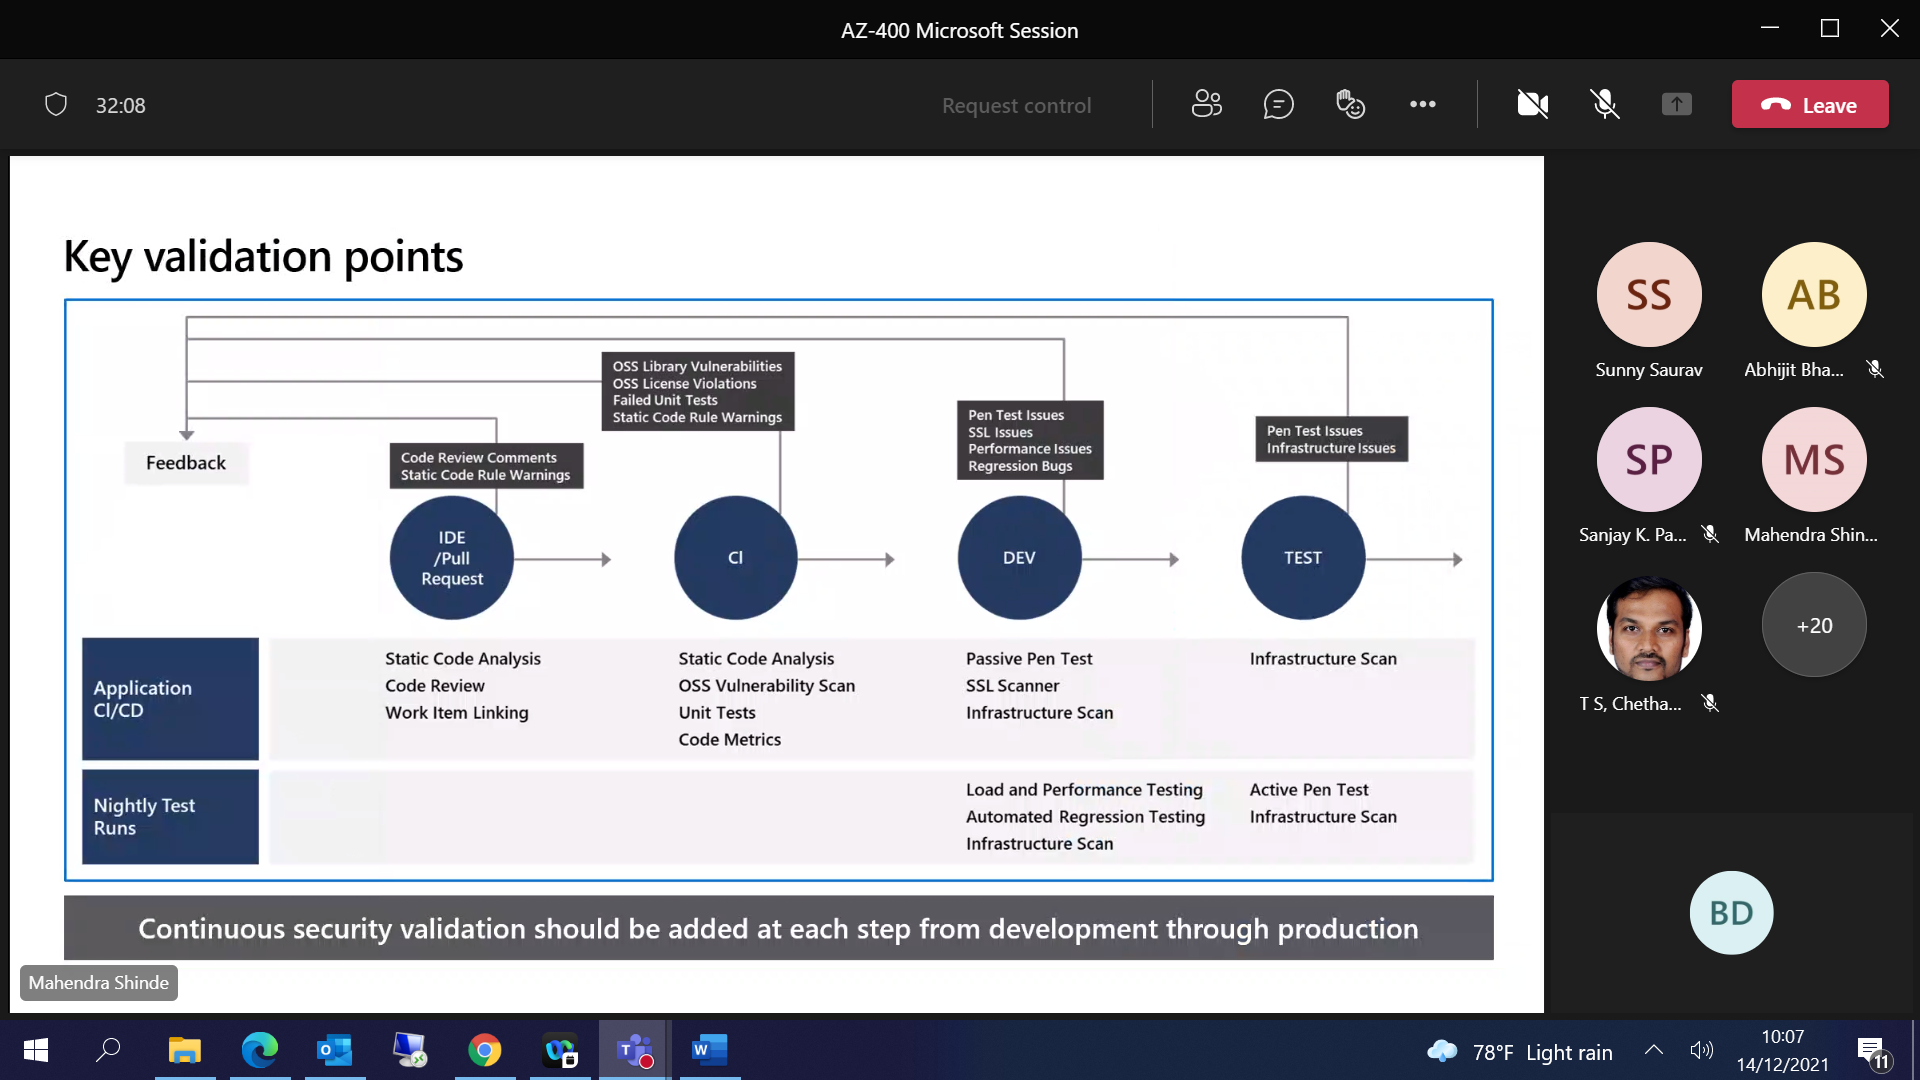 AZ-400 Microsoft Session
32:08
Request control
Leave
Key validation points
OSS Library Vulnerabilities
OSS License Violations
Failed Unit Tests
Static Code Rule Warnings
Pen Test Issues
SSL Issues
Performance Issues
Regression Bugs
Pen Test Issues
Infrastructure Issues
Code Review Comments
Static Code Rule Warnings
Feedback
IDE
/Pull
Request
CI
DEV
TEST
Application
CI/CD
Static Code Analysis
Code Review
Work Item Linking
Static Code Analysis
OSS Vulnerability Scan
Unit Tests
Code Metrics
Passive Pen Test
SSL Scanner
Infrastructure Scan
Infrastructure Scan
Nightly Test
Runs
Load and Performance Testing
Automated Regression Testing
Infrastructure Scan
Active Pen Test
Infrastructure Scan
Continuous security validation should be added at each step from development through production
Mahendra Shinde
SS
Sunny Saurav
AB
Abhijit Bha...
SP
Sanjay K. Pa...
MS
Mahendra Shin...
T S, Chetha...
+20
BD
78°F Light rain
10:07
14/12/2021
11